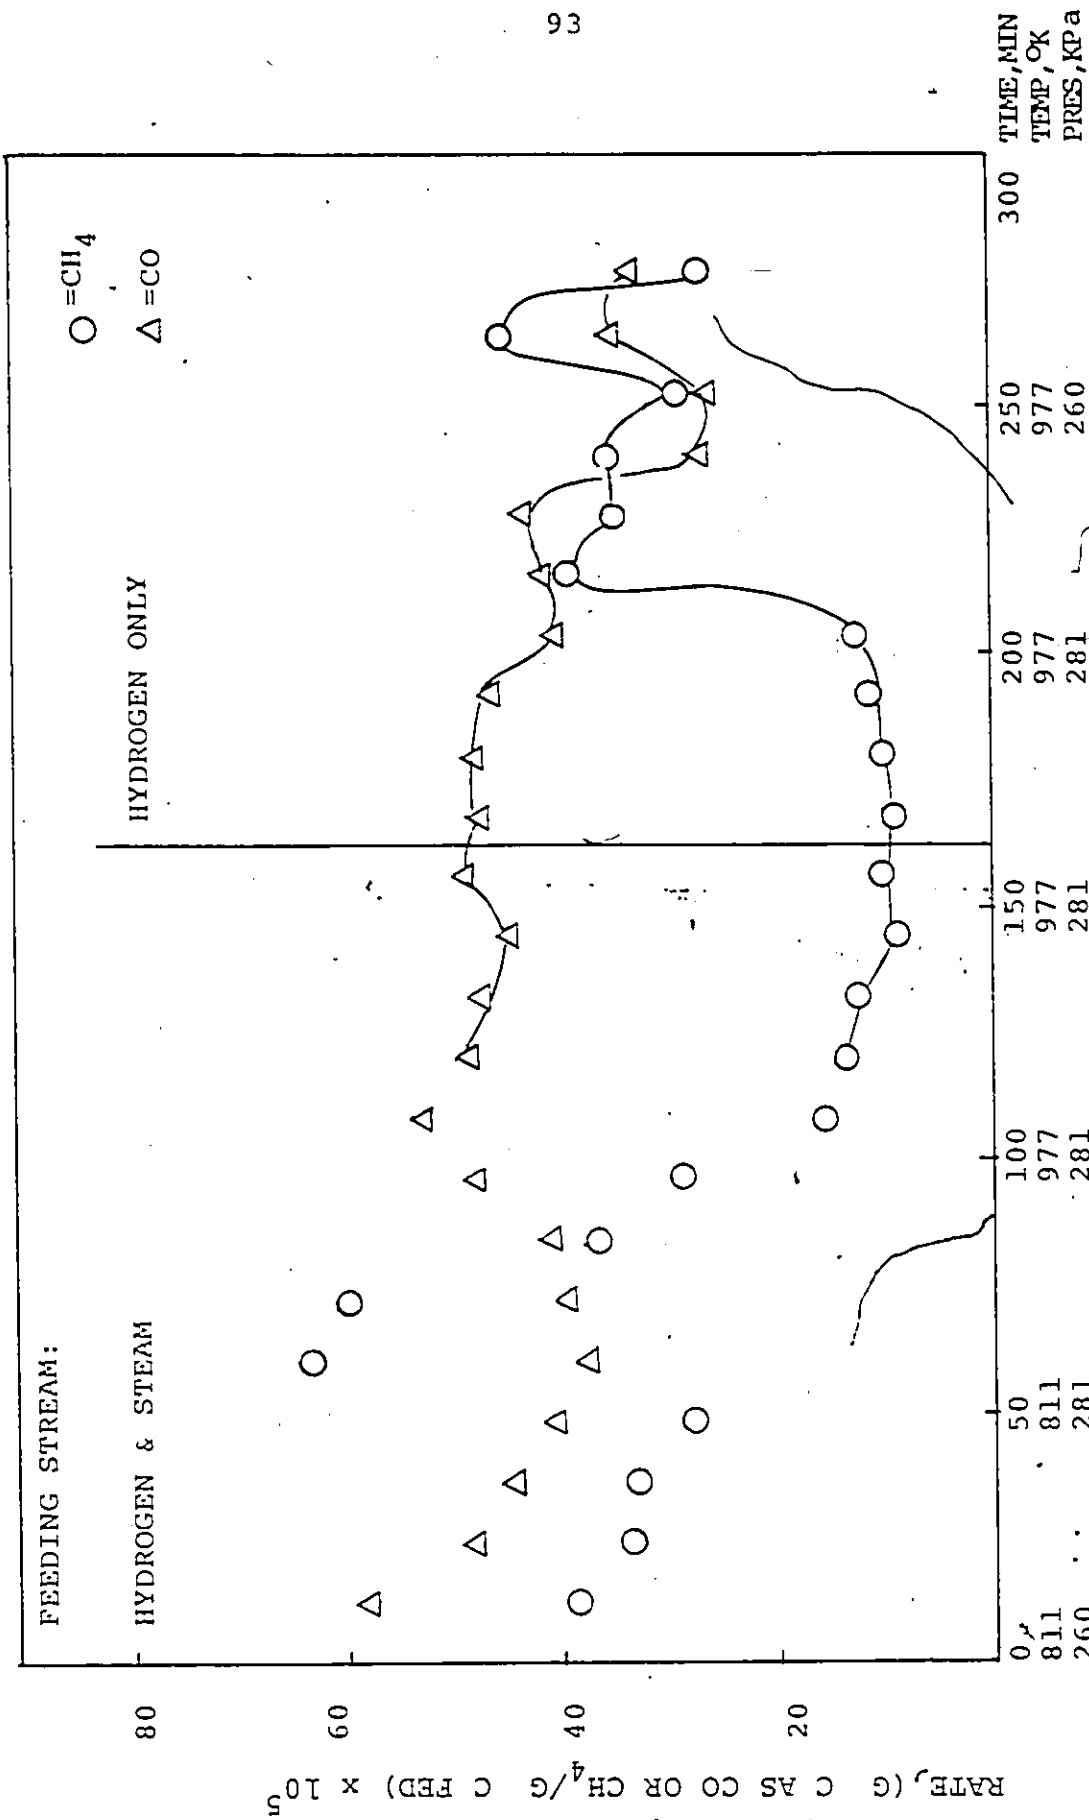 93
FEEDING STREAM:
HYDROGEN & STEAM
HYDROGEN ONLY
O =CH4
△ =CO
80
60
40
20
RATE, (G C AS CO OR CH4/G C FED) x 10^5
0 50 100 150 200 250 300 TIME,MIN
811 811 977 977 977 977 TEMP,°K
260 281 281 281 281 260 PRES,KPa